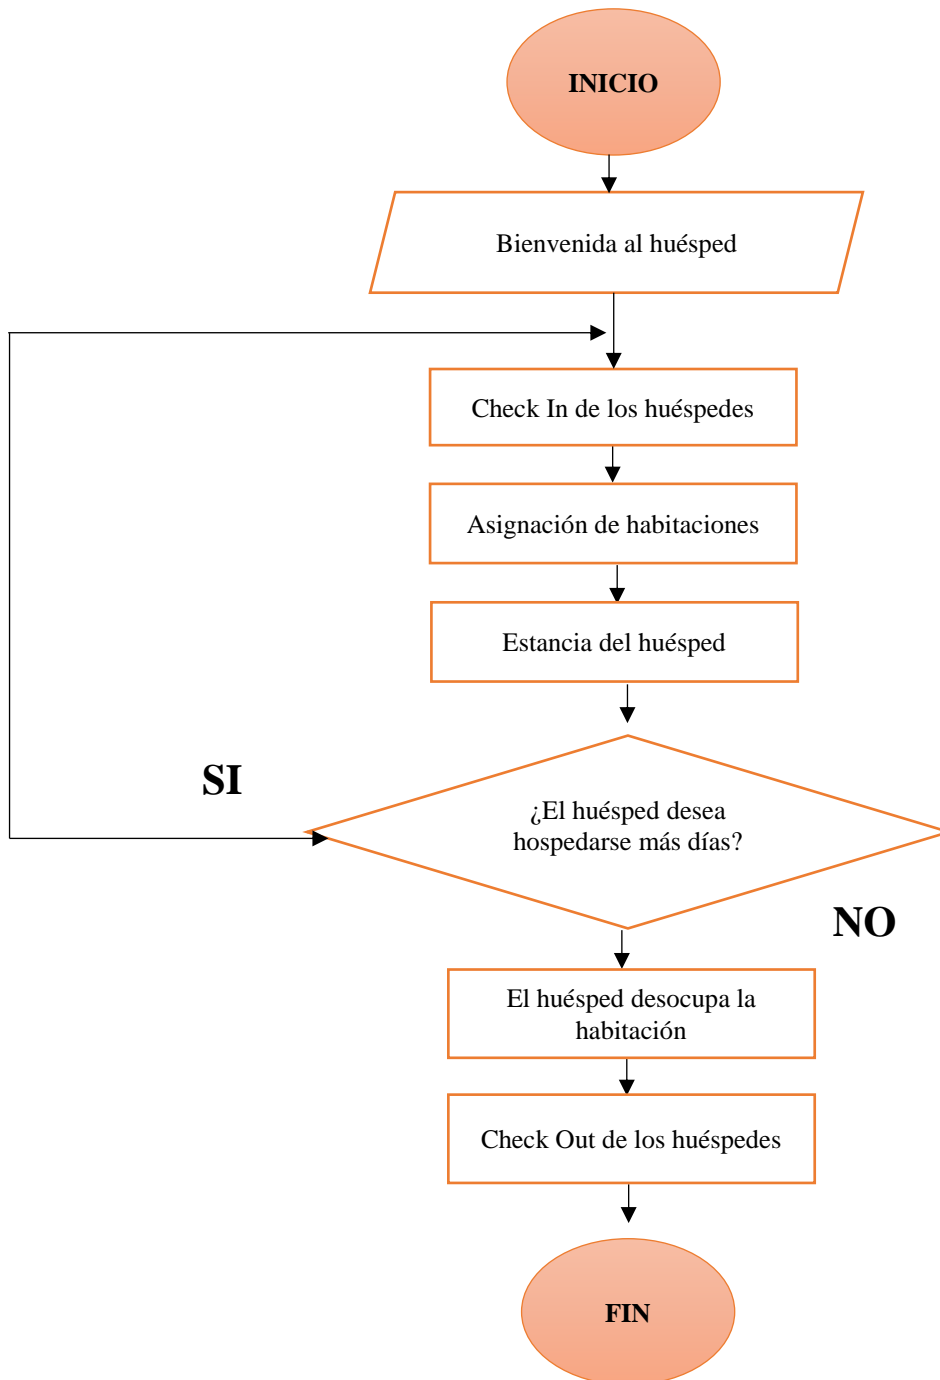 INICIO
Bienvenida al huésped
Check In de los huéspedes
Asignación de habitaciones
Estancia del huésped
SI
¿El huésped desea
hospedarse más días?
NO
El huésped desocupa la
habitación
Check Out de los huéspedes
FIN